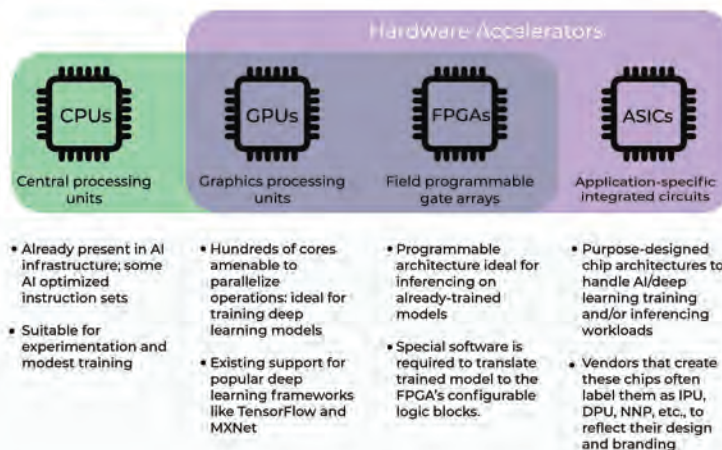 Hardware Accelerators
CPUs
GPUs
FPGAs
ASICs
Central processing
units
Graphics processing
units
Field programmable
gate arrays
Application-specific
integrated circuits
• Already present in AI
infrastructure; some
AI optimized
instruction sets
• Suitable for
experimentation and
modest training
• Hundreds of cores
amenable to
parallelize
operations: ideal for
training deep
learning models
• Existing support for
popular deep
learning frameworks
like TensorFlow and
MXNet
• Programmable
architecture ideal for
inferencing on
already-trained
models
• Special software is
required to translate
trained model to the
FPGA's configurable
logic blocks.
• Purpose-designed
chip architectures to
handle AI/deep
learning training
and/or inferencing
workloads
• Vendors that create
these chips often
label them as IPU,
DPU, NNP, etc., to
reflect their design
and branding